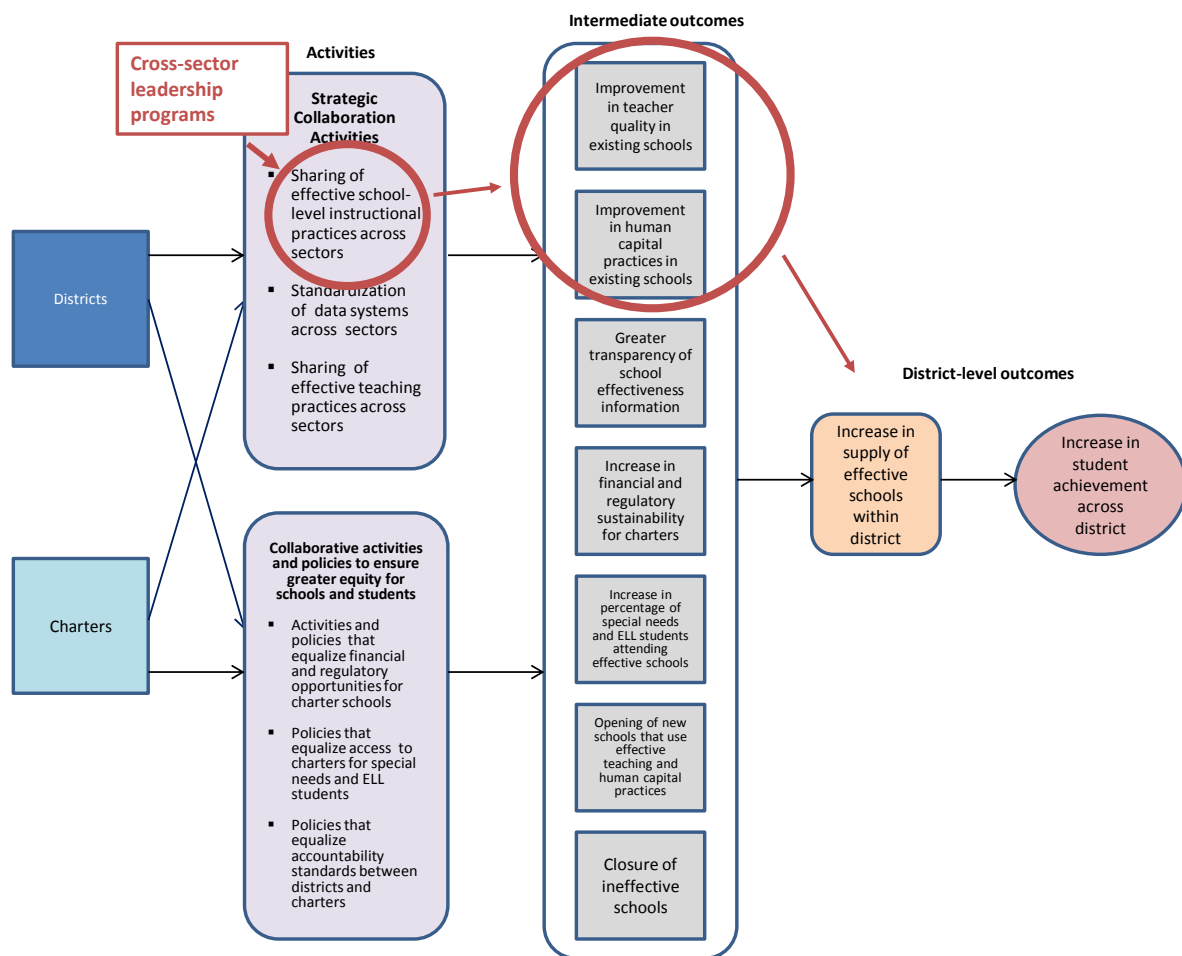 Intermediate outcomes
Activities
Cross-sector
leadership
programs
Strategic
Collaboration
Activities
▪ Sharing of
effective school-
level instructional
practices across
sectors
▪ Standardization
of data systems
across sectors
▪ Sharing of
effective teaching
practices across
sectors
Districts
Charters
Collaborative activities
and policies to ensure
greater equity for
schools and students
▪ Activities and
policies that
equalize financial
and regulatory
opportunities for
charter schools
▪ Policies that
equalize access to
charters for special
needs and ELL
students
▪ Policies that
equalize
accountability
standards between
districts and
charters
Improvement
in teacher
quality in
existing schools
Improvement
in human
capital
practices in
existing schools
Greater
transparency of
school
effectiveness
information
Increase in
financial and
regulatory
sustainability
for charters
Increase in
percentage of
special needs
and ELL students
attending
effective schools
Opening of new
schools that use
effective
teaching and
human capital
practices
Closure of
ineffective
schools
District-level outcomes
Increase in
supply of
effective
schools
within
district
Increase in
student
achievement
across
district